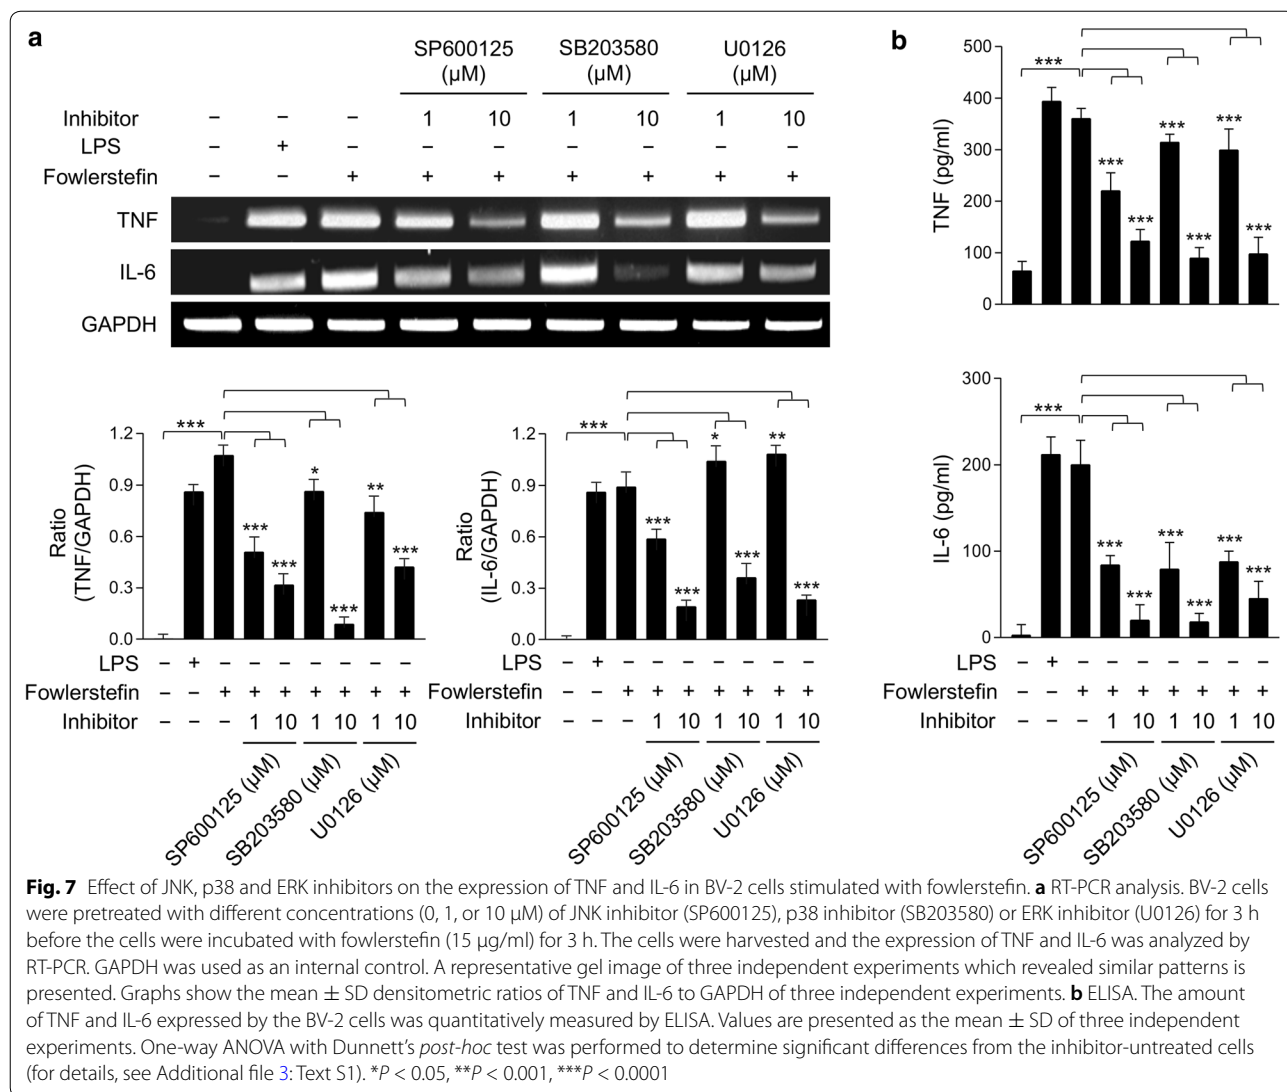 a
SP600125 (µM)
SB203580 (µM)
U0126 (µM)
Inhibitor – – – 1 10 1 10 1 10
LPS – + – – – – – – –
Fowlerstefin – – + + + + + + +
TNF
IL-6
GAPDH
***
1.2
0.9
0.6
0.3
0.0
Ratio (TNF/GAPDH)
*** *** * *** ** ***
LPS – + – – – – – – –
Fowlerstefin – – + + + + + + +
Inhibitor – – – 1 10 1 10 1 10
SP600125 (µM)
SB203580 (µM)
U0126 (µM)
***
1.2
0.9
0.6
0.3
0.0
Ratio (IL-6/GAPDH)
*** *** * *** ** ***
LPS – + – – – – – – –
Fowlerstefin – – + + + + + + +
Inhibitor – – – 1 10 1 10 1 10
SP600125 (µM)
SB203580 (µM)
U0126 (µM)
b
500
400
300
200
100
0
TNF (pg/ml)
***
*** *** *** *** *** ***
300
200
100
0
IL-6 (pg/ml)
***
*** *** *** *** *** ***
LPS – + – – – – – – –
Fowlerstefin – – + + + + + + +
Inhibitor – – – 1 10 1 10 1 10
SP600125 (µM)
SB203580 (µM)
U0126 (µM)
Fig. 7 Effect of JNK, p38 and ERK inhibitors on the expression of TNF and IL-6 in BV-2 cells stimulated with fowlerstefin. a RT-PCR analysis. BV-2 cells
were pretreated with different concentrations (0, 1, or 10 µM) of JNK inhibitor (SP600125), p38 inhibitor (SB203580) or ERK inhibitor (U0126) for 3 h
before the cells were incubated with fowlerstefin (15 µg/ml) for 3 h. The cells were harvested and the expression of TNF and IL-6 was analyzed by
RT-PCR. GAPDH was used as an internal control. A representative gel image of three independent experiments which revealed similar patterns is
presented. Graphs show the mean ± SD densitometric ratios of TNF and IL-6 to GAPDH of three independent experiments. b ELISA. The amount
of TNF and IL-6 expressed by the BV-2 cells was quantitatively measured by ELISA. Values are presented as the mean ± SD of three independent
experiments. One-way ANOVA with Dunnett's post-hoc test was performed to determine significant differences from the inhibitor-untreated cells
(for details, see Additional file 3: Text S1). *P < 0.05, **P < 0.001, ***P < 0.0001